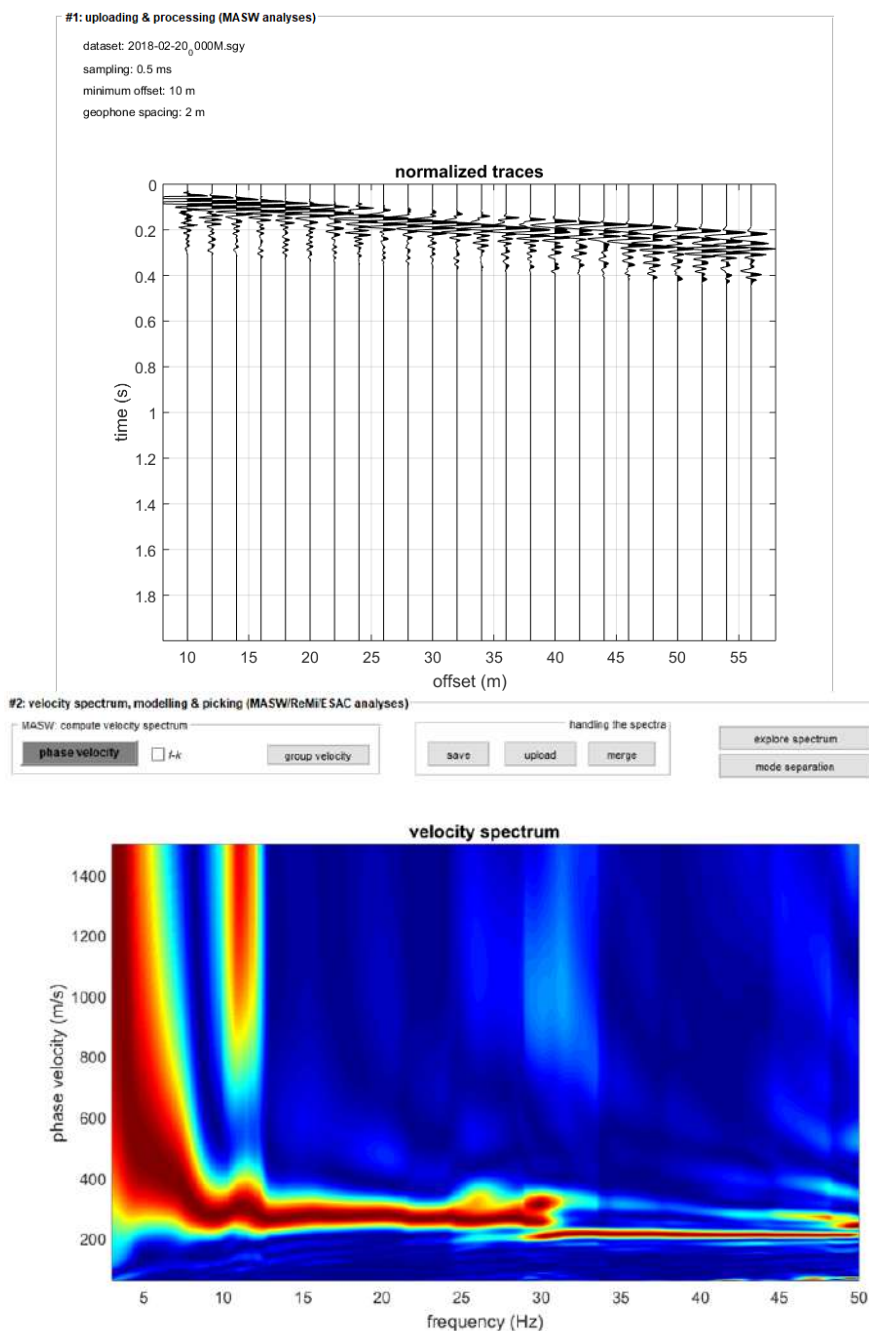 #1: uploading & processing (MASW analyses)
dataset: 2018-02-20₀000M.sgy
sampling: 0.5 ms
minimum offset: 10 m
geophone spacing: 2 m
normalized traces
0
0.2
0.4
0.6
0.8
1
1.2
1.4
1.6
1.8
time (s)
10 15 20 25 30 35 40 45 50 55
offset (m)
#2: velocity spectrum, modelling & picking (MASW/ReMi/ESAC analyses)
MASW: compute velocity spectrum
phase velocity f-k group velocity
handling the spectra
save upload merge
explore spectrum
mode separation
velocity spectrum
1400
1200
1000
800
600
400
200
phase velocity (m/s)
5 10 15 20 25 30 35 40 45 50
frequency (Hz)